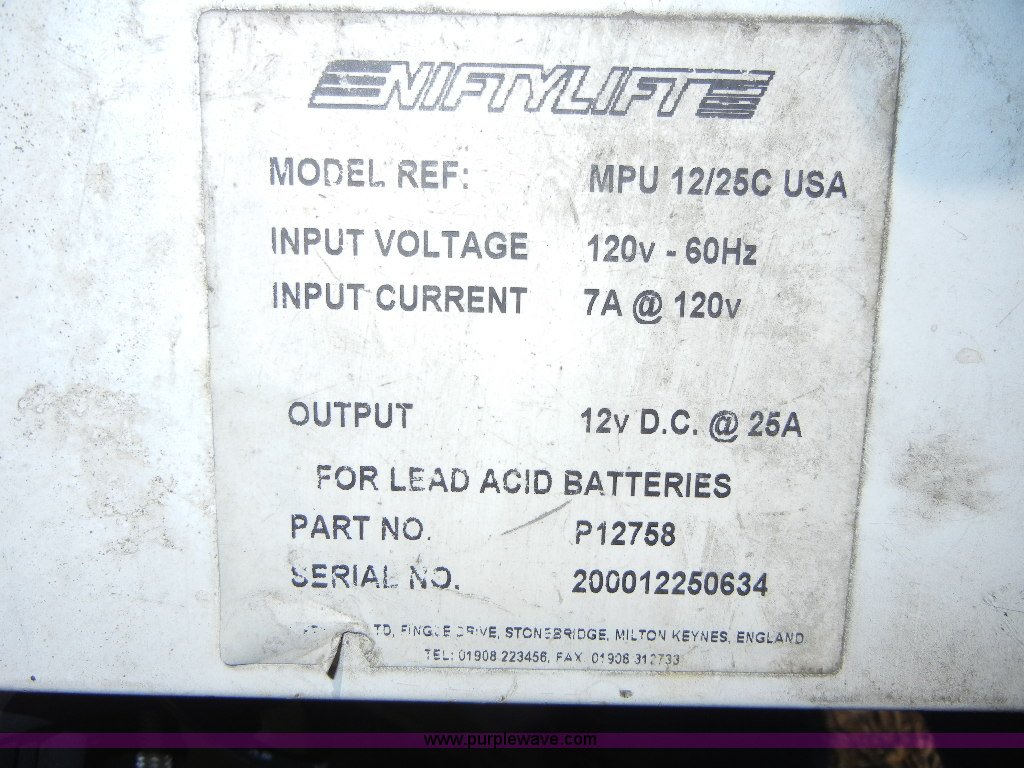 NIFTYLIFT
MODEL REF: MPU 12/25C USA
INPUT VOLTAGE 120v - 60Hz
INPUT CURRENT 7A @ 120v
OUTPUT 12v D.C. @ 25A
FOR LEAD ACID BATTERIES
PART NO. P12758
SERIAL NO. 200012250634
LTD, FINGLE DRIVE, STONEBRIDGE, MILTON KEYNES, ENGLAND
TEL: 01908 223456, FAX 01908 312733
www.purplewave.com